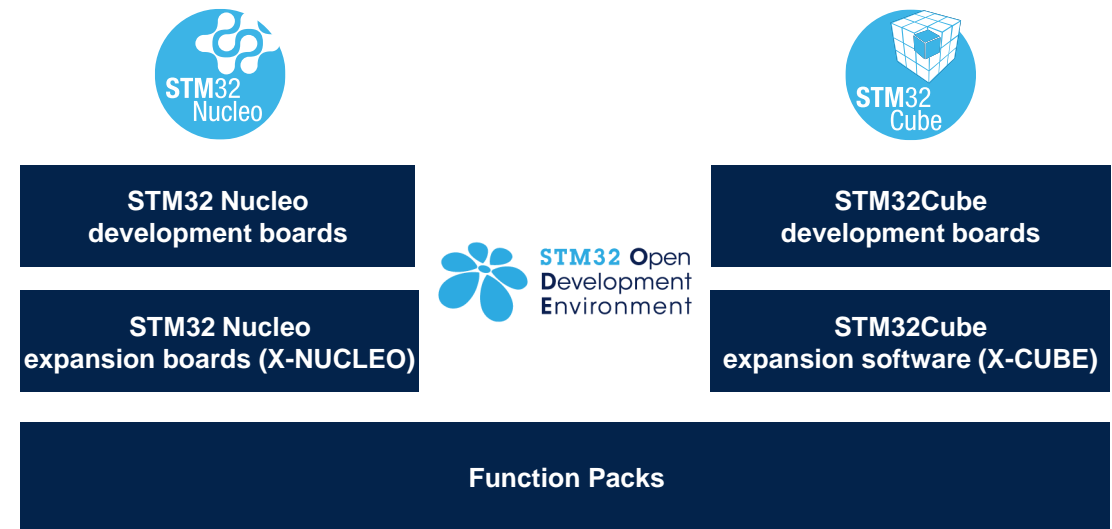 STM32
Nucleo
STM32
Cube
STM32 Nucleo
development boards
STM32Cube
development boards
STM32 Open
Development
Environment
STM32 Nucleo
expansion boards (X-NUCLEO)
STM32Cube
expansion software (X-CUBE)
Function Packs